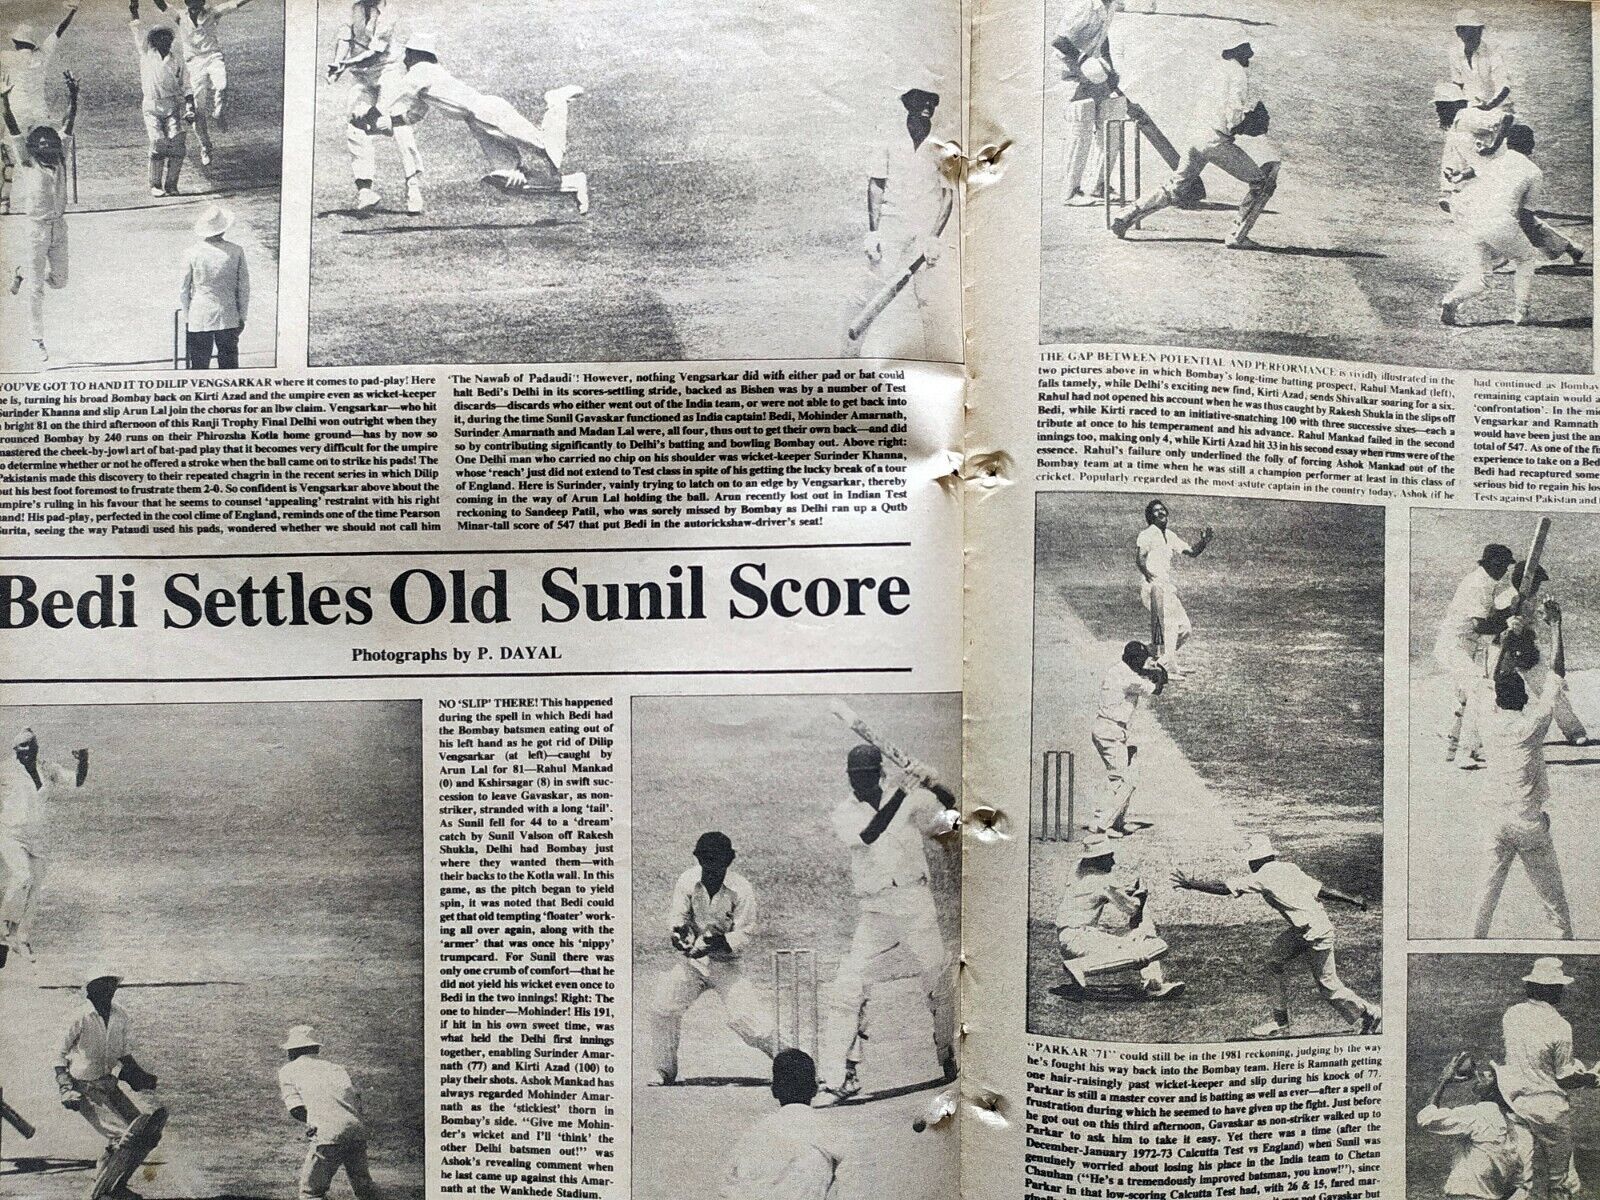 YOU'VE GOT TO HAND IT TO DILIP VENGSARKAR where it comes to pad-play! Here
he is, turning his broad Bombay back on Kirti Azad and the umpire even as wicket-keeper
Surinder Khanna and slip Arun Lal join the chorus for an lbw claim. Vengsarkar—who hit
bright 81 on the third afternoon of this Ranji Trophy Final Delhi won outright when they
trounced Bombay by 240 runs on their Phirozsha Kotla home ground—has by now so
mastered the cheek-by-jowl art of bat-pad play that it becomes very difficult for the umpire
to determine whether or not he offered a stroke when the ball came on to strike his pads! The
Pakistanis made this discovery to their repeated chagrin in the recent series in which Dilip
put his best foot foremost to frustrate them 2-0. So confident is Vengsarkar above about the
umpire's ruling in his favour that he seems to counsel 'appealing' restraint with his right
hand! His pad-play, perfected in the cool clime of England, reminds one of the time Pearson
Surita, seeing the way Pataudi used his pads, wondered whether we should not call him
'The Nawab of Padaudi'! However, nothing Vengsarkar did with either pad or bat could
halt Bedi's Delhi in its scores-settling stride, backed as Bishen was by a number of Test
discards—discards who either went out of the India team, or were not able to get back into
it, during the time Sunil Gavaskar functioned as India captain! Bedi, Mohinder Amarnath,
Surinder Amarnath and Madan Lal were, all four, thus out to get their own back—and did
so by contributing significantly to Delhi's batting and bowling Bombay out. Above right:
One Delhi man who carried no chip on his shoulder was wicket-keeper Surinder Khanna,
whose 'reach' just did not extend to Test class in spite of his getting the lucky break of a tour
of England. Here is Surinder, vainly trying to latch on to an edge by Vengsarkar, thereby
coming in the way of Arun Lal holding the ball. Arun recently lost out in Indian Test
reckoning to Sandeep Patil, who was sorely missed by Bombay as Delhi ran up a Qutb
Minar-tall score of 547 that put Bedi in the autorickshaw-driver's seat!
Bedi Settles Old Sunil Score
Photographs by P. DAYAL
NO 'SLIP' THERE! This happened
during the spell in which Bedi had
the Bombay batsmen eating out of
his left hand as he got rid of Dilip
Vengsarkar (at left)—caught by
Arun Lal for 81—Rahul Mankad
(0) and Kshirsagar (8) in swift suc-
cession to leave Gavaskar, as non-
striker, stranded with a long 'tail'.
As Sunil fell for 44 to a 'dream'
catch by Sunil Valson off Rakesh
Shukla, Delhi had Bombay just
where they wanted them—with
their backs to the Kotla wall. In this
game, as the pitch began to yield
spin, it was noted that Bedi could
get that old tempting 'floater' work-
ing all over again, along with the
'armer' that was once his 'nippy'
trumpcard. For Sunil there was
only one crumb of comfort—that he
did not yield his wicket even once to
Bedi in the two innings! Right: The
one to hinder—Mohinder! His 191,
if hit in his own sweet time, was
what held the Delhi first innings
together, enabling Surinder Amar-
nath (77) and Kirti Azad (100) to
play their shots. Ashok Mankad has
always regarded Mohinder Amar-
nath as the 'stickiest' thorn in
Bombay's side. "Give me Mohin-
der's wicket and I'll 'think' the
other Delhi batsmen out!" was
Ashok's revealing comment when
he last came up against this Amar-
nath at the Wankhede Stadium.
THE GAP BETWEEN POTENTIAL AND PERFORMANCE is vividly illustrated in the
two pictures above in which Bombay's long-time batting prospect, Rahul Mankad (left),
falls tamely, while Delhi's exciting new find, Kirti Azad, sends Shivalkar soaring for a six.
Rahul had not opened his account when he was thus caught by Rakesh Shukla in the slips off
Bedi, while Kirti raced to an initiative-snatching 100 with three successive sixes—each a
tribute at once to his temperament and his advance. Rahul Mankad failed in the second
innings too, making only 4, while Kirti Azad hit 33 in his second essay when runs were of the
essence. Rahul's failure only underlined the folly of forcing Ashok Mankad out of the
Bombay team at a time when he was still a champion performer at least in this class of
cricket. Popularly regarded as the most astute captain in the country today, Ashok (if he
had continued as Bombay
remaining captain would a
'confrontation'. In the mi
Vengsarkar and Ramnath
would have been just the an
total of 547. As one of the fi
experience to take on a Bed
Bedi had recaptured some
serious bid to regain his los
Tests against Pakistan and
"PARKAR '71" could still be in the 1981 reckoning, judging by the way
he's fought his way back into the Bombay team. Here is Ramnath getting
one hair-raisingly past wicket-keeper and slip during his knock of 77.
Parkar is still a master cover and is batting as well as ever—after a spell of
frustration during which he seemed to have given up the fight. Just before
he got out on this third afternoon, Gavaskar as non-striker walked up to
Parkar to ask him to take it easy. Yet there was a time (after the
December-January 1972-73 Calcutta Test vs England) when Sunil was
genuinely worried about losing his place in the India team to Chetan
Chauhan ("He's a tremendously improved batsman, you know!"), since
Parkar in that low-scoring Calcutta Test had, with 26 & 15, fared mar-
not Gavaskar but